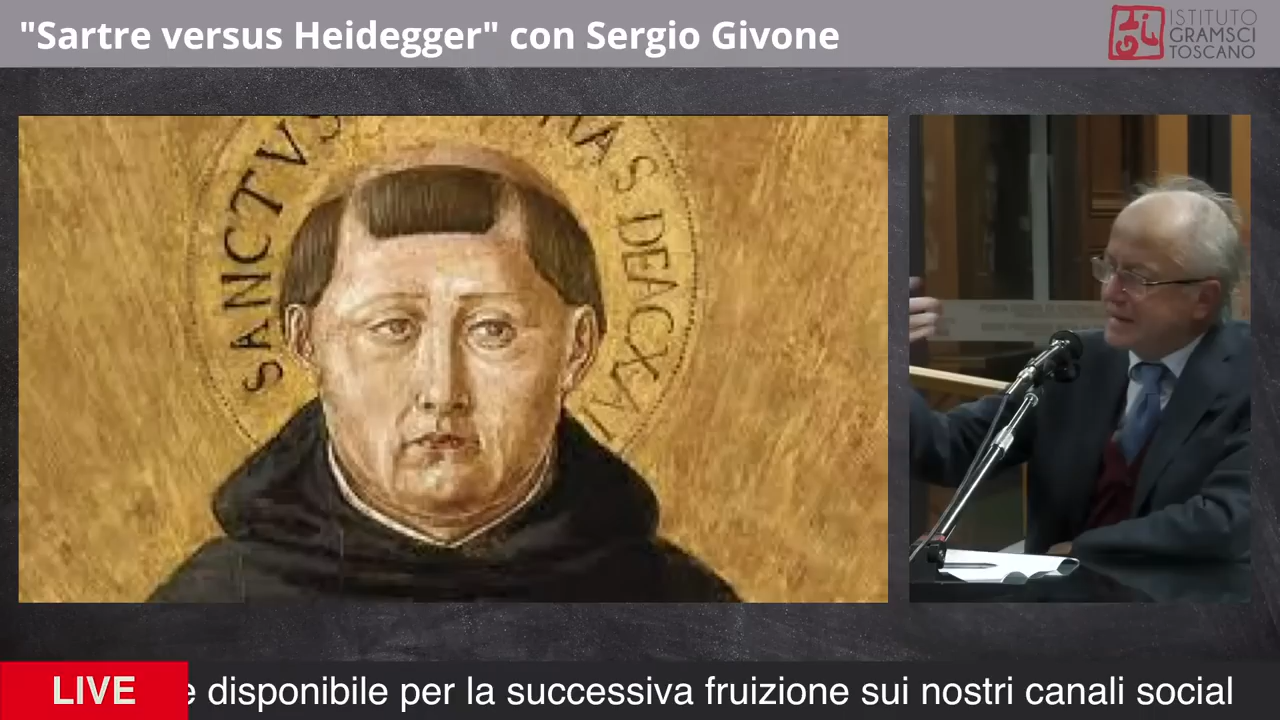 "Sartre versus Heidegger" con Sergio Givone
ISTITUTO
GRAMSCI
TOSCANO
SANCTVS
MAS DEAQVI
LIVE
e disponibile per la successiva fruizione sui nostri canali social